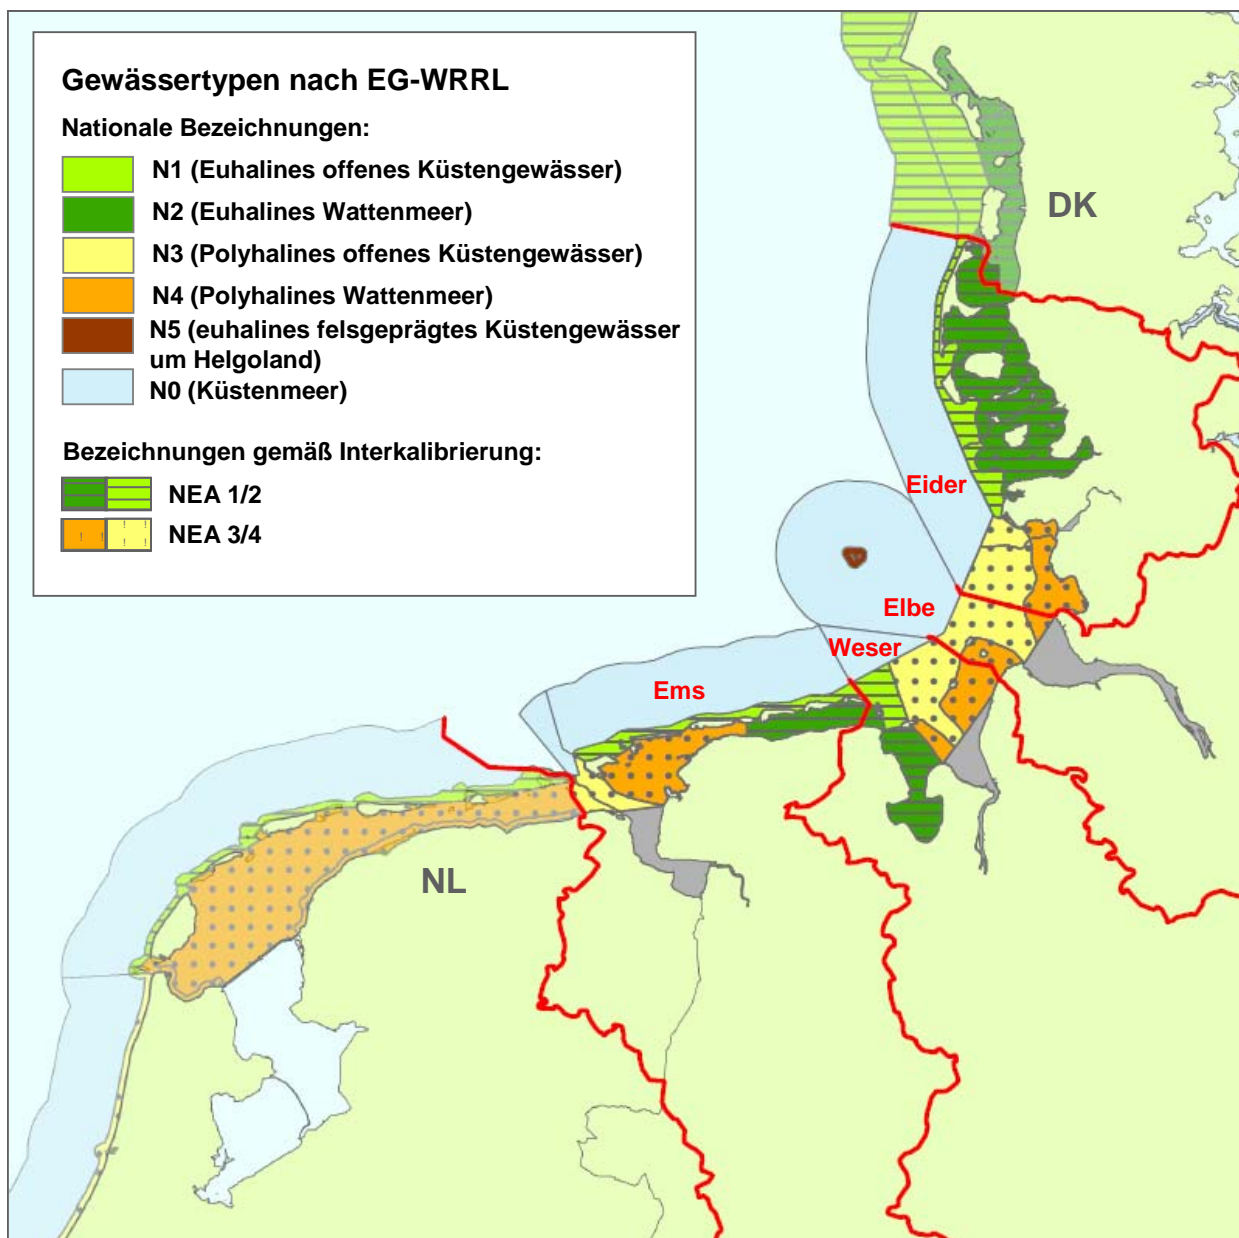 Gewässertypen nach EG-WRRL
Nationale Bezeichnungen:
N1 (Euhalines offenes Küstengewässer)
N2 (Euhalines Wattenmeer)
N3 (Polyhalines offenes Küstengewässer)
N4 (Polyhalines Wattenmeer)
N5 (euhalines felsgeprägtes Küstengewässer
um Helgoland)
N0 (Küstenmeer)
Bezeichnungen gemäß Interkalibrierung:
NEA 1/2
NEA 3/4
DK
Eider
Elbe
Weser
Ems
NL